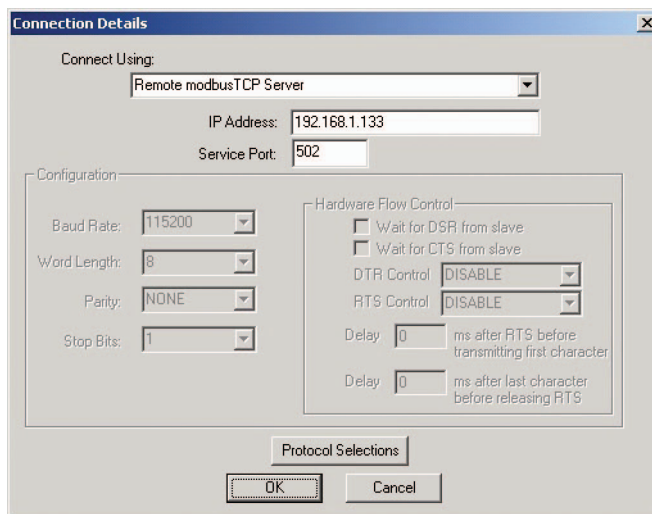 Connection Details
Connect Using:
Remote modbusTCP Server
IP Address: 192.168.1.133
Service Port: 502
Configuration
Baud Rate: 115200
Word Length: 8
Parity: NONE
Stop Bits: 1
Hardware Flow Control
Wait for DSR from slave
Wait for CTS from slave
DTR Control DISABLE
RTS Control DISABLE
Delay 0 ms after RTS before
transmitting first character
Delay 0 ms after last character
before releasing RTS
Protocol Selections
OK Cancel